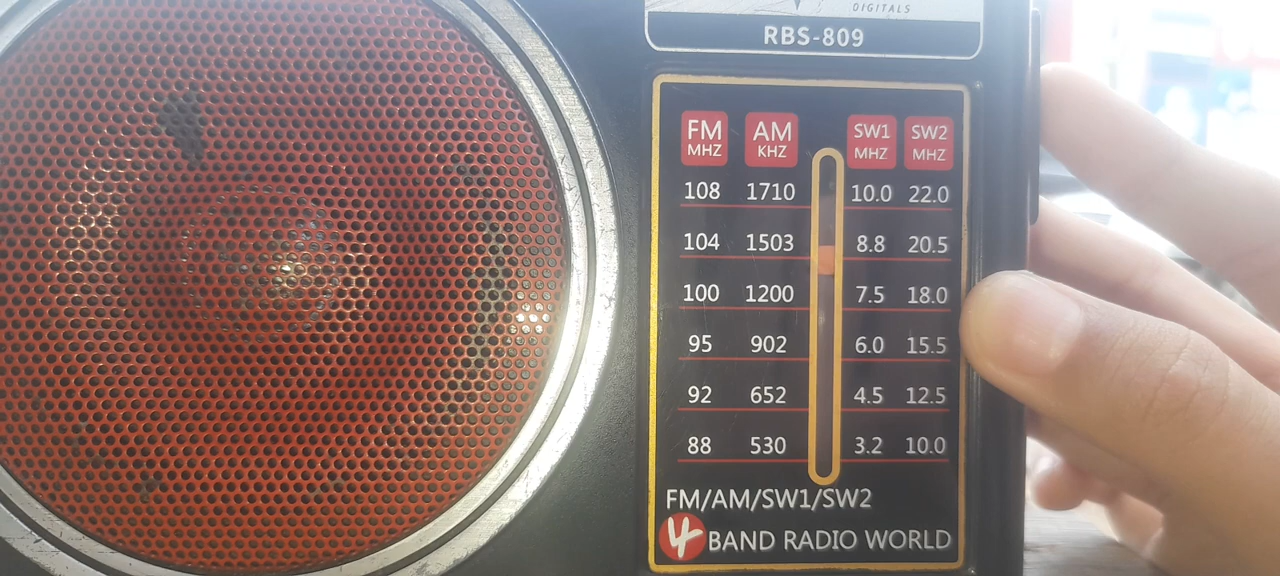 DIGITALS
RBS-809
FM AM SW1 SW2
MHZ KHZ MHZ MHZ
108 1710 10.0 22.0
104 1503 8.8 20.5
100 1200 7.5 18.0
95 902 6.0 15.5
92 652 4.5 12.5
88 530 3.2 10.0
FM/AM/SW1/SW2
4 BAND RADIO WORLD